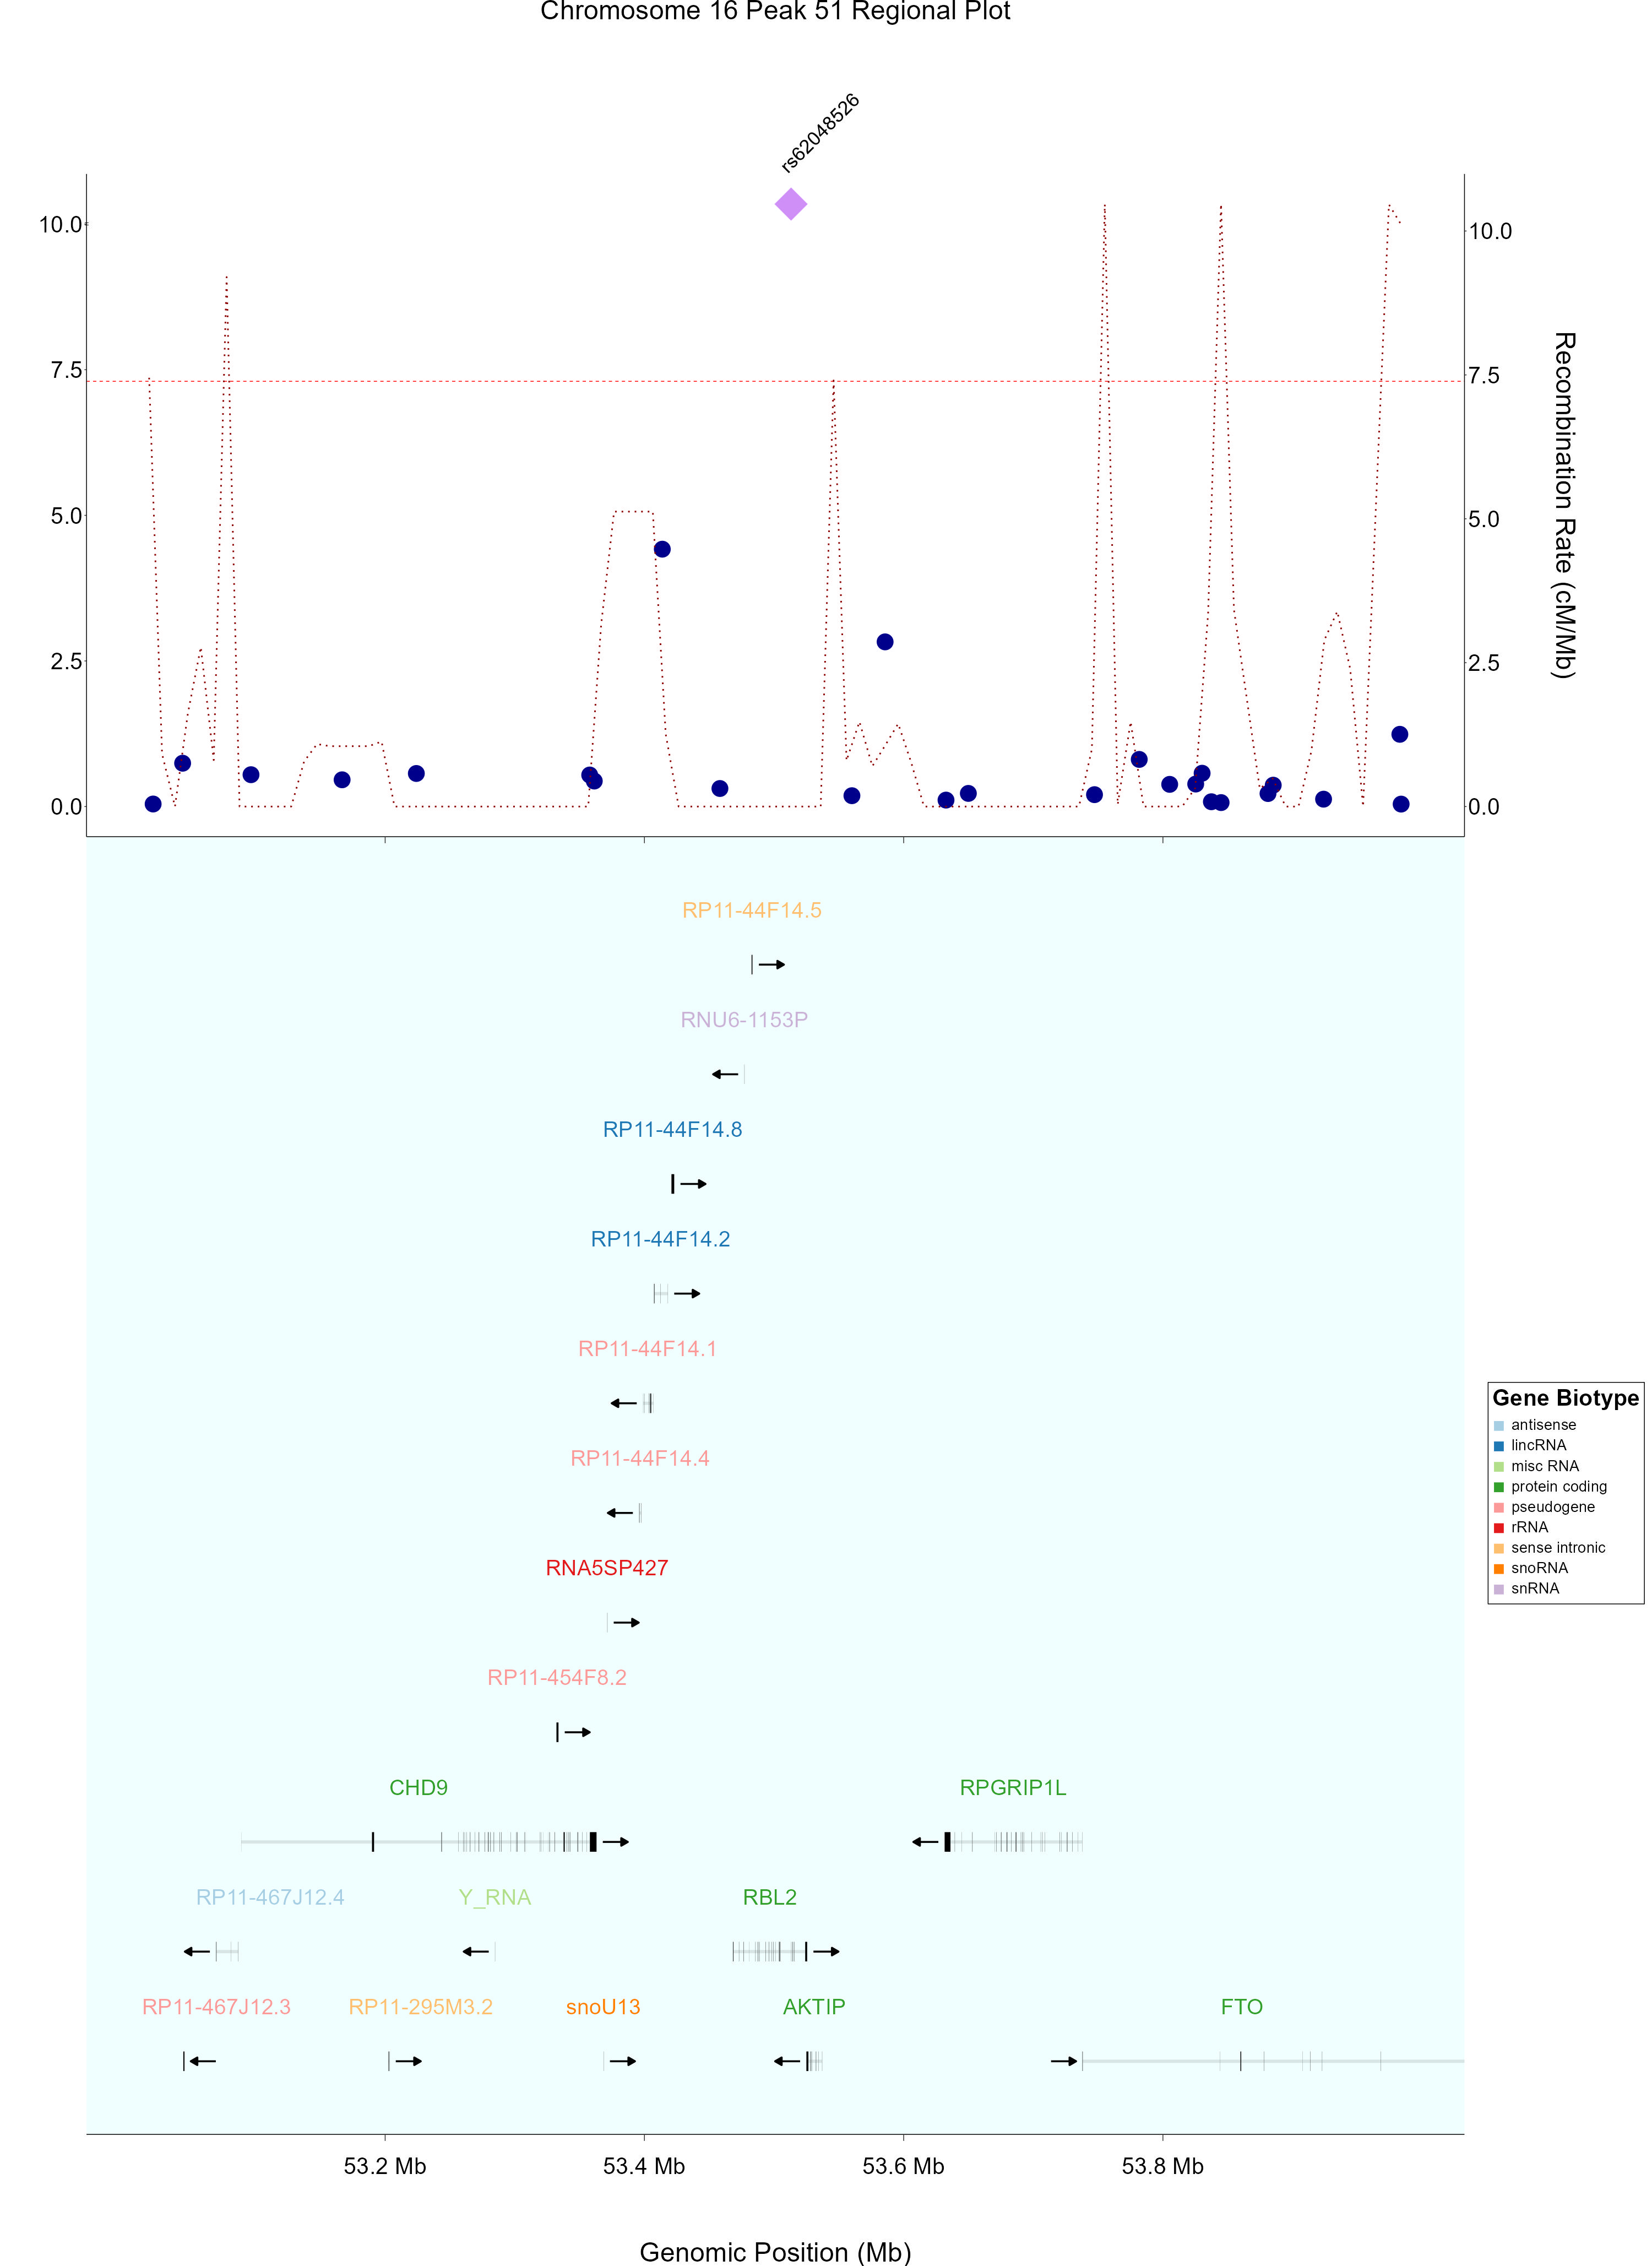 Chromosome 16 Peak 51 Regional Plot
rs62048526
10.0
7.5
5.0
2.5
0.0
10.0
7.5
5.0
2.5
0.0
Recombination Rate (cM/Mb)
RP11-44F14.5
RNU6-1153P
RP11-44F14.8
RP11-44F14.2
RP11-44F14.1
RP11-44F14.4
RNA5SP427
RP11-454F8.2
CHD9
RPGRIP1L
RP11-467J12.4
Y_RNA
RBL2
RP11-467J12.3
RP11-295M3.2
snoU13
AKTIP
FTO
Gene Biotype
antisense
lincRNA
misc RNA
protein coding
pseudogene
rRNA
sense intronic
snoRNA
snRNA
53.2 Mb
53.4 Mb
53.6 Mb
53.8 Mb
Genomic Position (Mb)